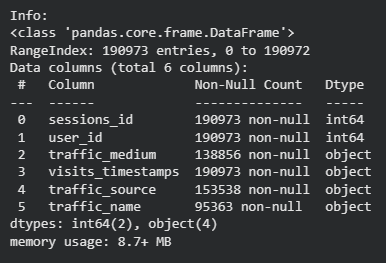 Info:
<class 'pandas.core.frame.DataFrame'>
RangeIndex: 190973 entries, 0 to 190972
Data columns (total 6 columns):
 #   Column             Non-Null Count   Dtype
---  ------             --------------   -----
 0   sessions_id        190973 non-null  int64
 1   user_id            190973 non-null  int64
 2   traffic_medium     138856 non-null  object
 3   visits_timestamps  190973 non-null  object
 4   traffic_source     153538 non-null  object
 5   traffic_name       95363 non-null   object
dtypes: int64(2), object(4)
memory usage: 8.7+ MB